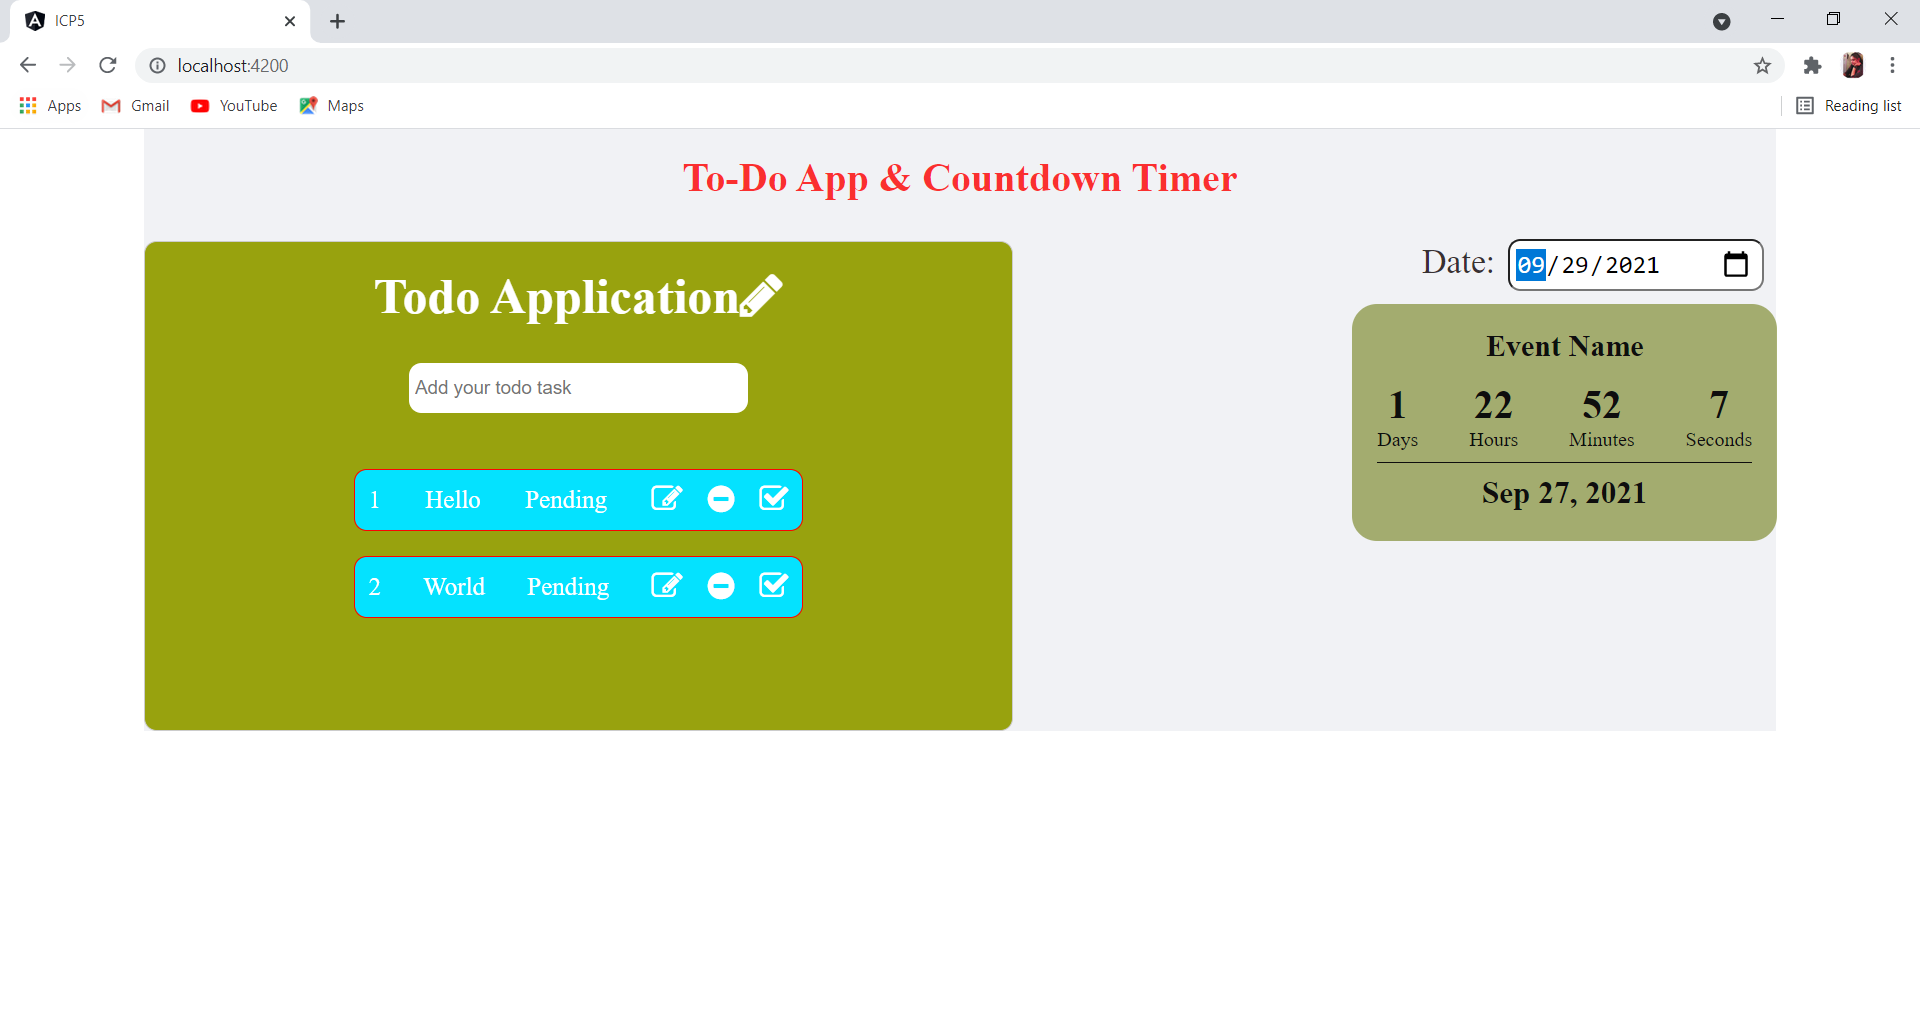 ICP5
localhost:4200
Apps Gmail YouTube Maps Reading list
To-Do App & Countdown Timer
Todo Application
Add your todo task
1 Hello Pending
2 World Pending
Date: 09/29/2021
Event Name
1 22 52 7
Days Hours Minutes Seconds
Sep 27, 2021